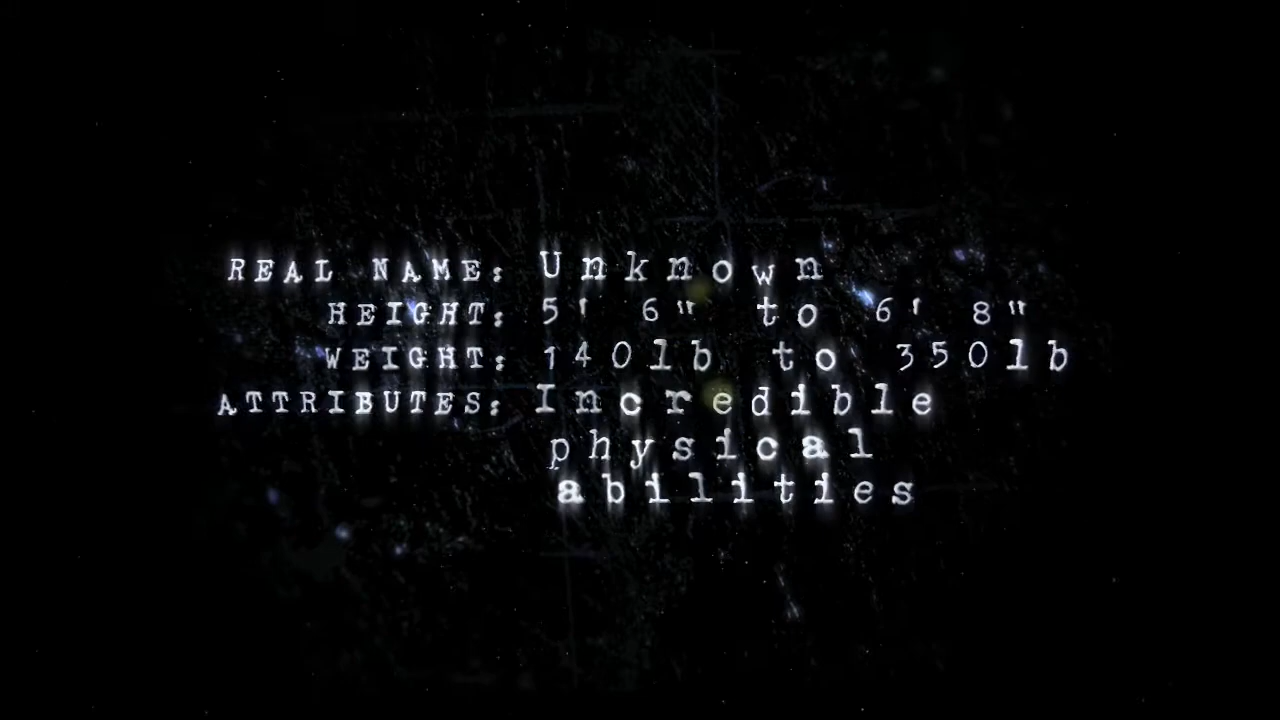 REAL NAME: Unknown
HEIGHT: 5' 6" to 6' 8"
WEIGHT: 140lb to 350lb
ATTRIBUTES: Incredible
physical
abilities